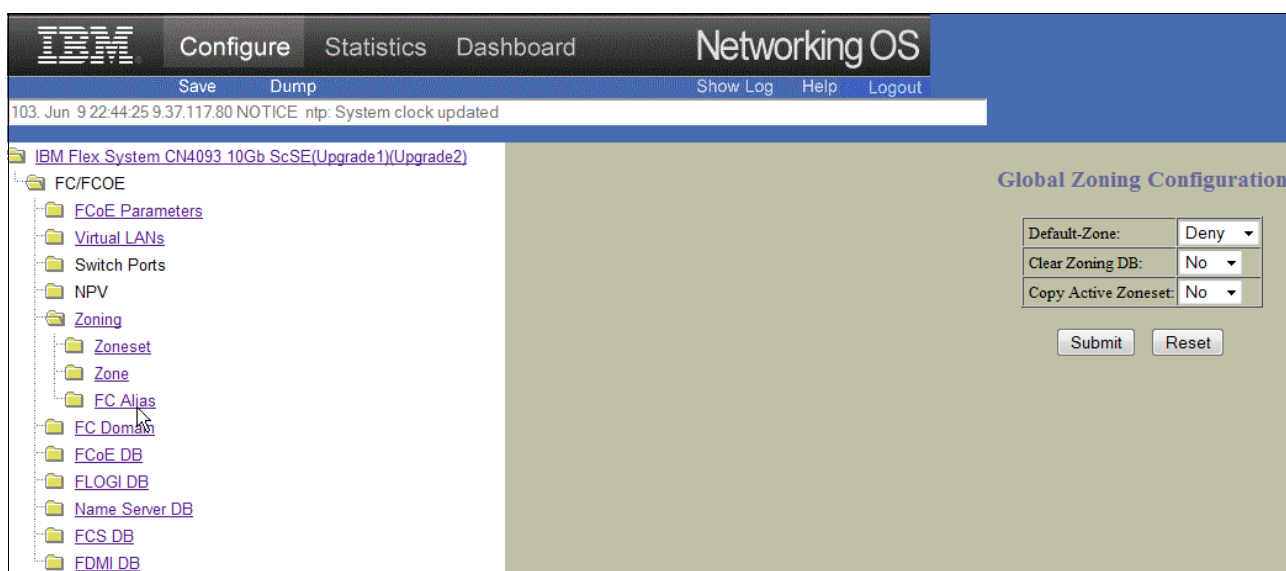 IBM. Configure Statistics Dashboard Networking OS
Save Dump Show Log Help Logout
103. Jun 9 22:44:25 9.37.117.80 NOTICE ntp: System clock updated
IBM Flex System CN4093 10Gb ScSE(Upgrade1)(Upgrade2)
FC/FCOE
FCoE Parameters
Virtual LANs
Switch Ports
NPV
Zoning
Zoneset
Zone
FC Alias
FC Domain
FCoE DB
FLOGI DB
Name Server DB
FCS DB
FDMI DB
Global Zoning Configuration
Default-Zone: Deny
Clear Zoning DB: No
Copy Active Zoneset: No
Submit Reset